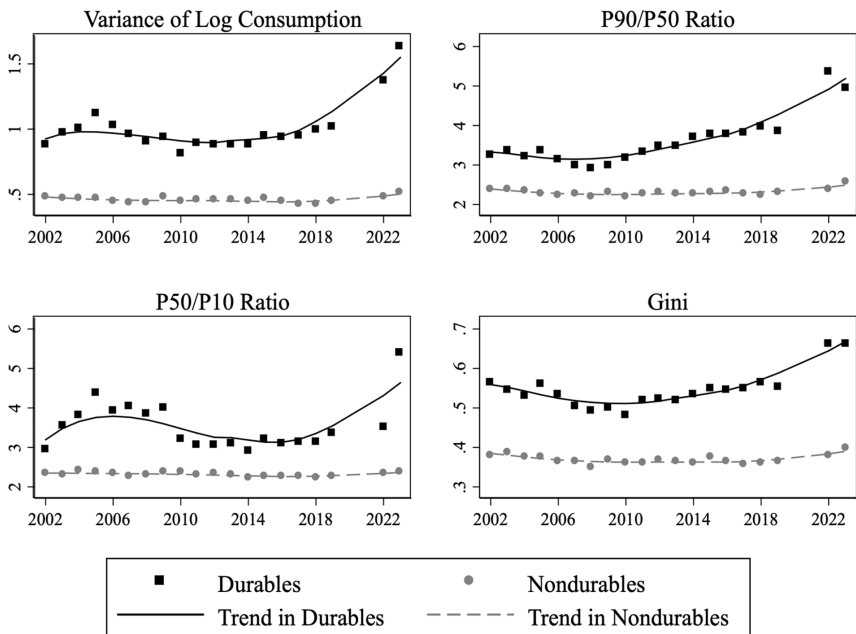 Variance of Log Consumption
1.5
1
.5
2002 2006 2010 2014 2018 2022
P90/P50 Ratio
6
5
4
3
2
2002 2006 2010 2014 2018 2022
P50/P10 Ratio
6
5
4
3
2
2002 2006 2010 2014 2018 2022
Gini
.7
.6
.5
.4
.3
2002 2006 2010 2014 2018 2022
Durables Nondurables
Trend in Durables Trend in Nondurables